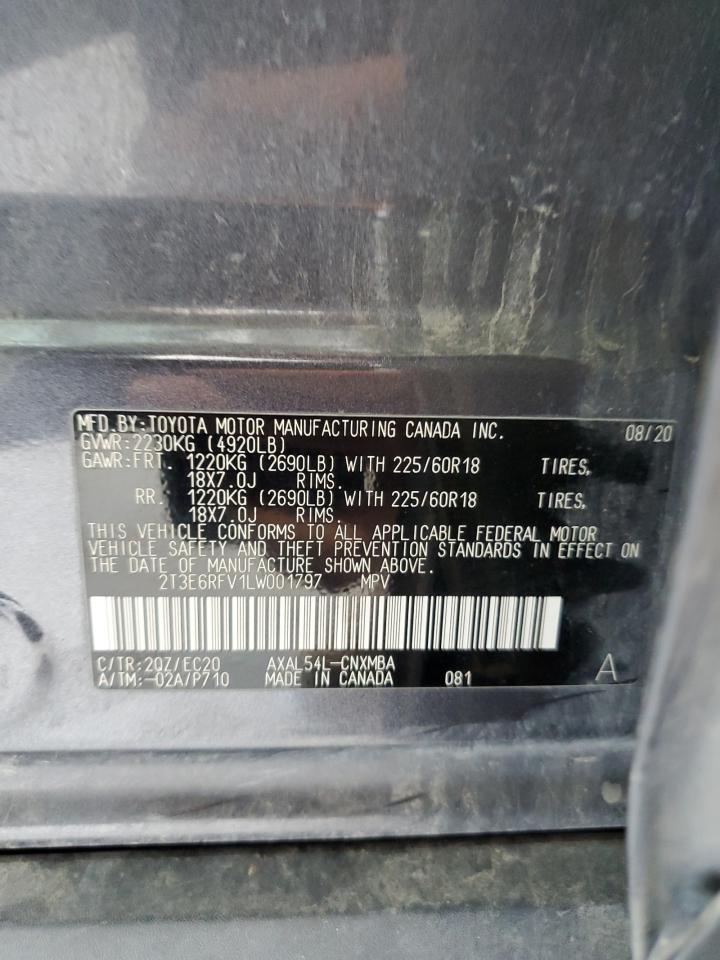 MFD.BY:TOYOTA MOTOR MANUFACTURING CANADA INC. 08/20
GVWR:2230KG (4920LB)
GAWR:FRT. 1220KG (2690LB) WITH 225/60R18 TIRES,
18X7.0J RIMS.
RR. 1220KG (2690LB) WITH 225/60R18 TIRES,
18X7.0J RIMS.
THIS VEHICLE CONFORMS TO ALL APPLICABLE FEDERAL MOTOR
VEHICLE SAFETY AND THEFT PREVENTION STANDARDS IN EFFECT ON
THE DATE OF MANUFACTURE SHOWN ABOVE.
2T3E6RFV1LW001797 MPV
C/TR:2QZ/EC20 AXAL54L-CNXMBA
A/TM:-02A/P710 MADE IN CANADA 081 A